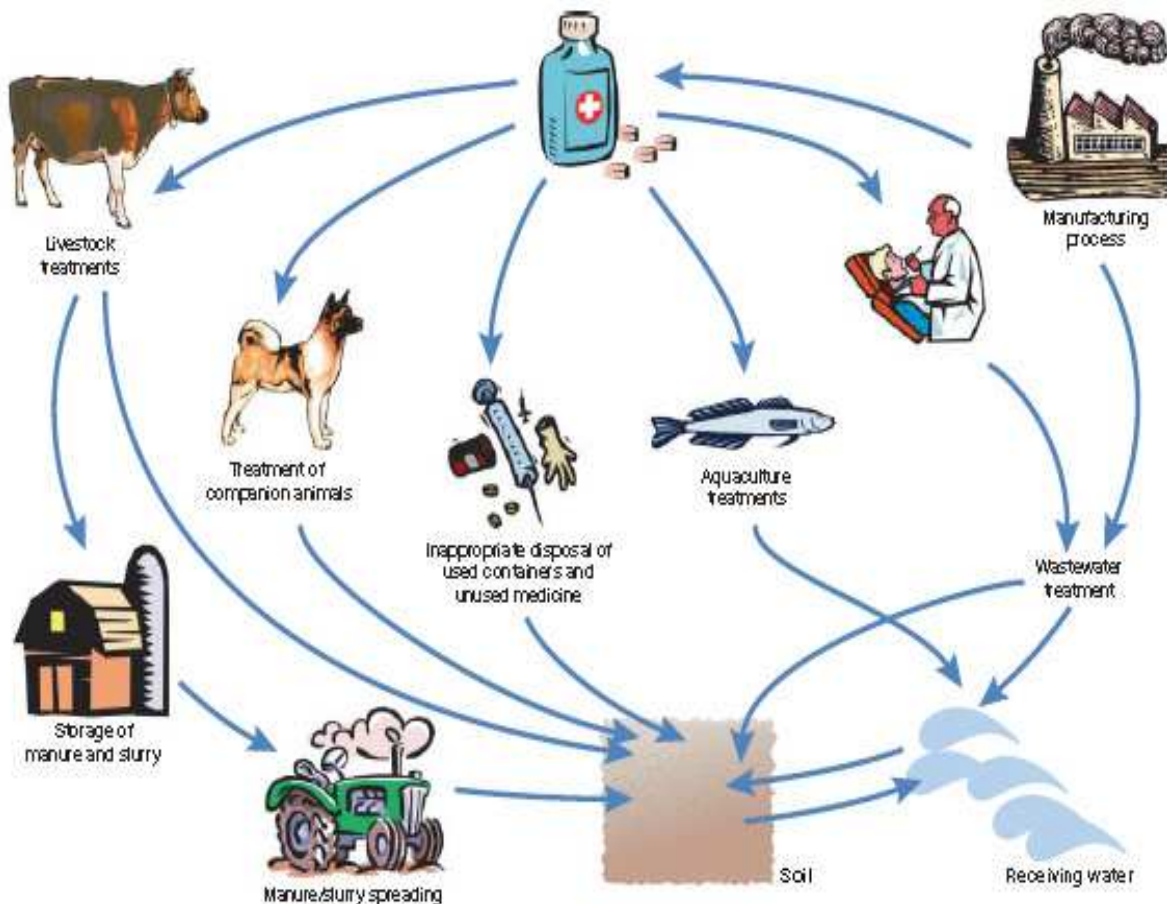 Livestock
treatments
Manufacturing
process
Treatment of
companion animals
Inappropriate disposal of
used containers and
unused medicine
Aquaculture
treatments
Wastewater
treatment
Storage of
manure and slurry
Manure/slurry spreading
Soil
Receiving water